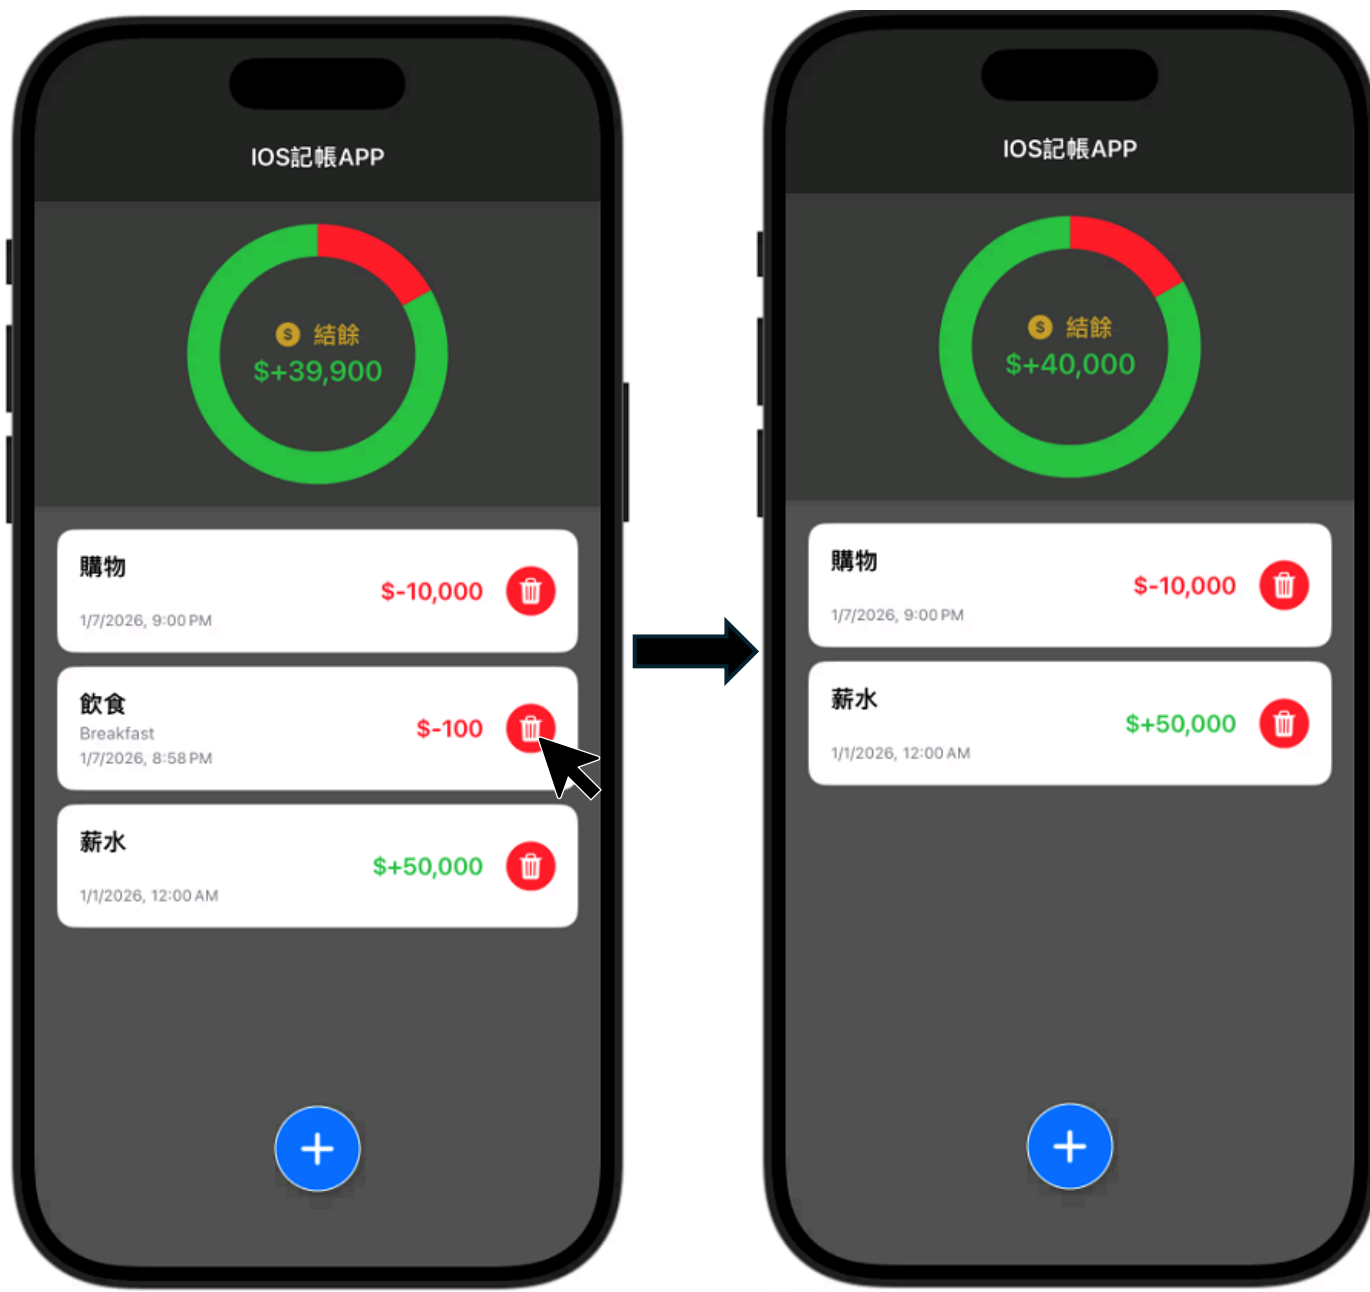 IOS記帳APP
$ 結餘
$+39,900
購物
$-10,000
1/7/2026, 9:00 PM
飲食
Breakfast
$-100
1/7/2026, 8:58 PM
薪水
$+50,000
1/1/2026, 12:00 AM
IOS記帳APP
$ 結餘
$+40,000
購物
$-10,000
1/7/2026, 9:00 PM
薪水
$+50,000
1/1/2026, 12:00 AM